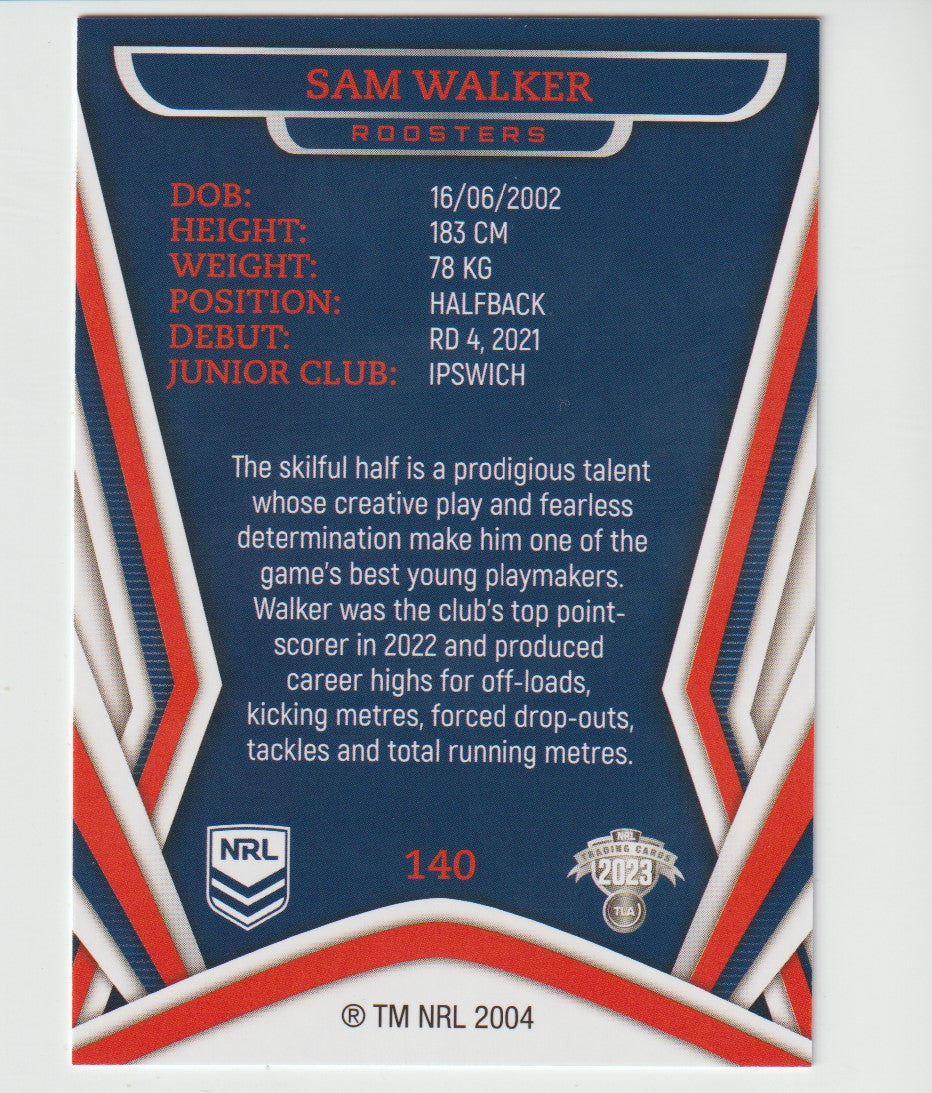 SAM WALKER
ROOSTERS
DOB: 16/06/2002
HEIGHT: 183 CM
WEIGHT: 78 KG
POSITION: HALFBACK
DEBUT: RD 4, 2021
JUNIOR CLUB: IPSWICH
The skilful half is a prodigious talent
whose creative play and fearless
determination make him one of the
game's best young playmakers.
Walker was the club's top point-
scorer in 2022 and produced
career highs for off-loads,
kicking metres, forced drop-outs,
tackles and total running metres.
NRL
140
NRL
TRADING CARDS
2023
TLA
® TM NRL 2004